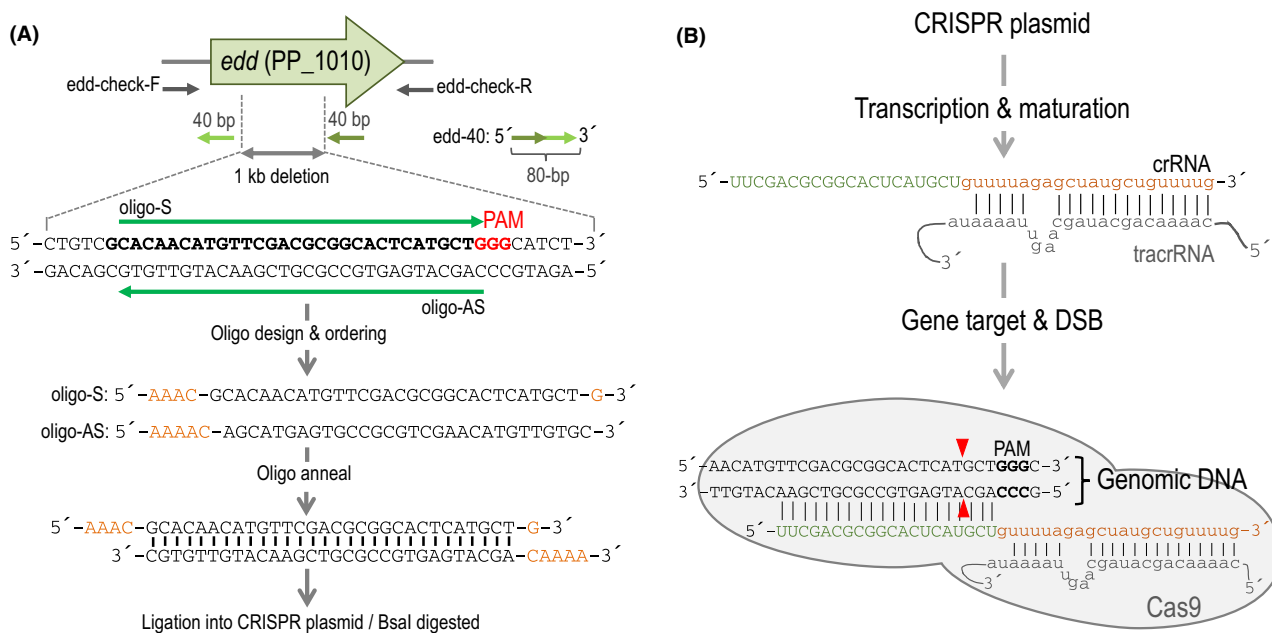 (A)
edd (PP_1010)
edd-check-F
edd-check-R
40 bp
40 bp
edd-40: 5´ 3´
80-bp
1 kb deletion
oligo-S
PAM
5´-CTGTCGCACAACATGTTCGACGCGGCACTCATGCTGGGCATCT-3´
3´-GACAGCGTGTTGTACAAGCTGCGCCGTGAGTACGACCCGTAGA-5´
oligo-AS
Oligo design & ordering
oligo-S: 5´-AAAC-GCACAACATGTTCGACGCGGCACTCATGCT-G-3´
oligo-AS: 5´-AAAAC-AGCATGAGTGCCGCGTCGAACATGTTGTGC-3´
Oligo anneal
5´-AAAC-GCACAACATGTTCGACGCGGCACTCATGCT-G-3´
3´-CGTGTTGTACAAGCTGCGCCGTGAGTACGA-CAAAA-3´
Ligation into CRISPR plasmid / BsaI digested
(B)
CRISPR plasmid
Transcription & maturation
crRNA
5´-UUCGACGCGGCACUCAUGCUguuuuagagcuaugcuguuuug-3´
auaaaau uga a cgauacgacaaaac
3´ tracrRNA 5´
Gene target & DSB
PAM
5´-AACATGTTCGACGCGGCACTCATGCTGGGC-3´
3´-TTGTACAAGCTGCGCCGTGAGTACGACCCG-5´
Genomic DNA
5´-UUCGACGCGGCACUCAUGCUguuuuagagcuaugcuguuuug-3´
auaaaau uga a cgauacgacaaaac
3´ 5´
Cas9